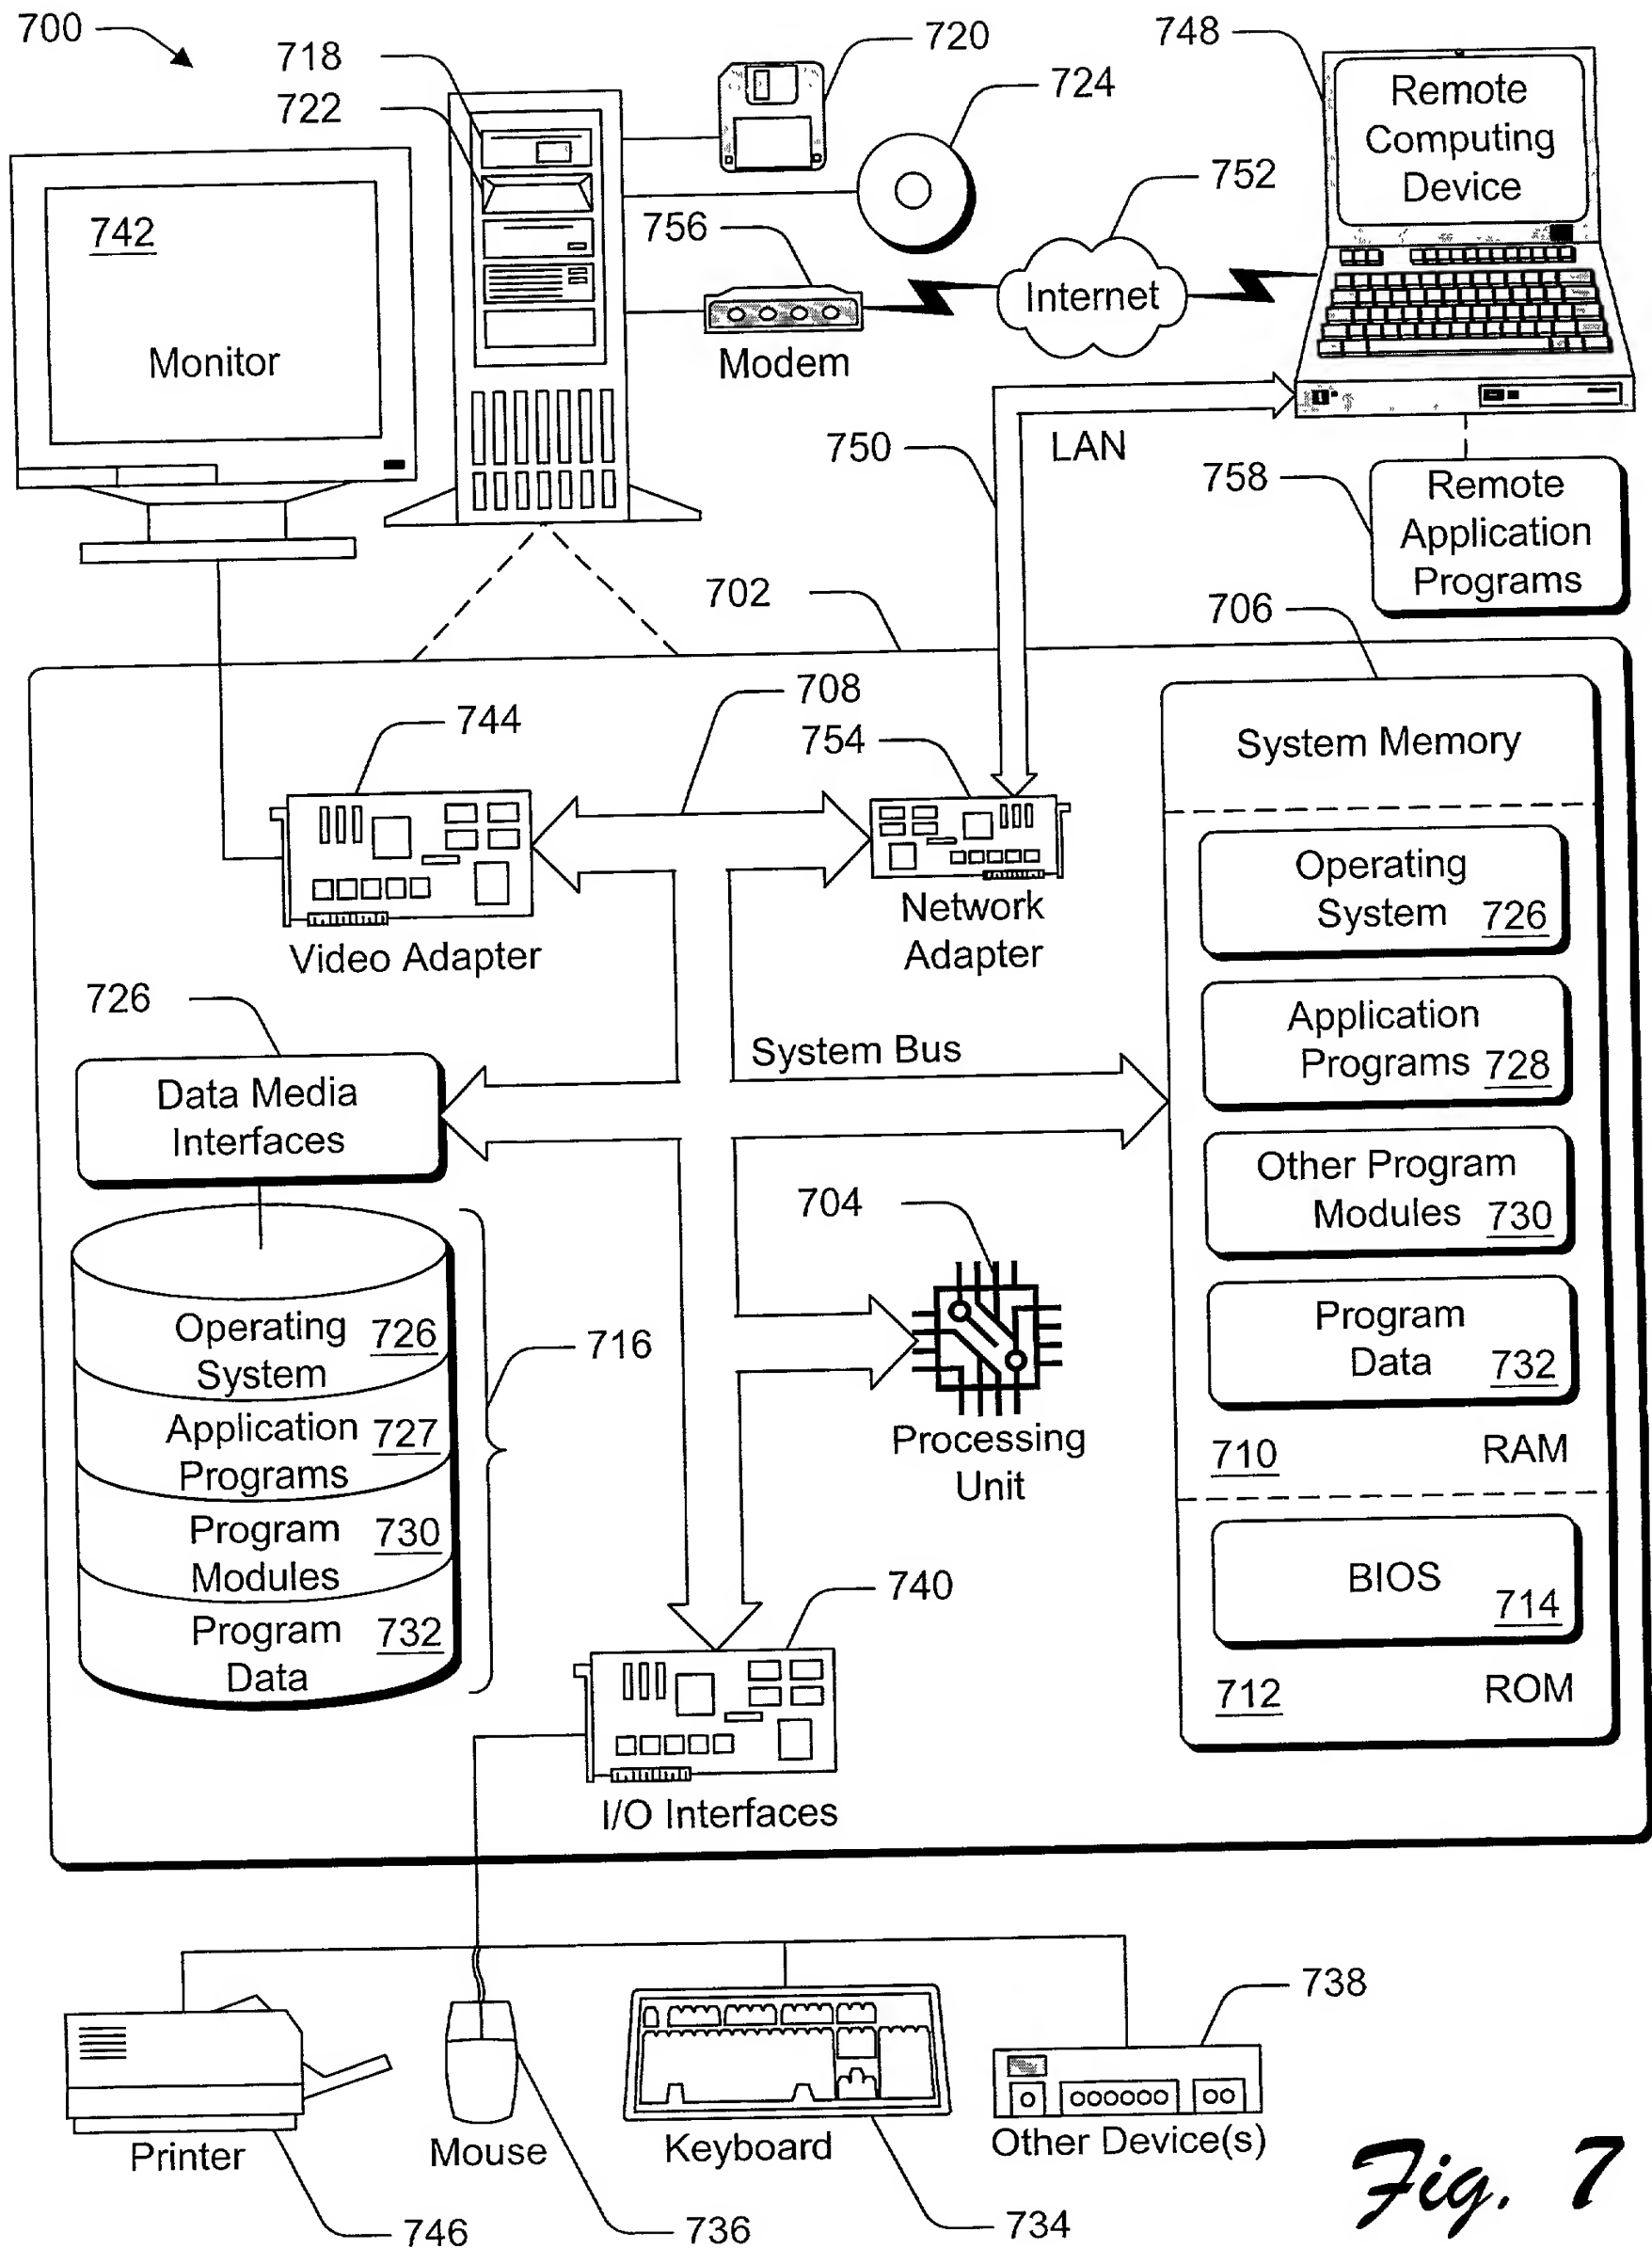 700
718
720
748
722
724
Remote
Computing
Device
752
742
756
Internet
Monitor
Modem
750
LAN
758
Remote
Application
Programs
702
706
708
744
754
System Memory
Operating
System 726
Video Adapter
Network
Adapter
726
Application
Programs 728
System Bus
Data Media
Interfaces
Other Program
Modules 730
704
Operating
System 726
716
Program
Data 732
Application
Programs 727
Processing
Unit
710 RAM
Program
Modules 730
BIOS
714
740
Program
Data 732
712 ROM
I/O Interfaces
738
Printer
Mouse
Keyboard
Other Device(s)
746
736
734
Fig. 7